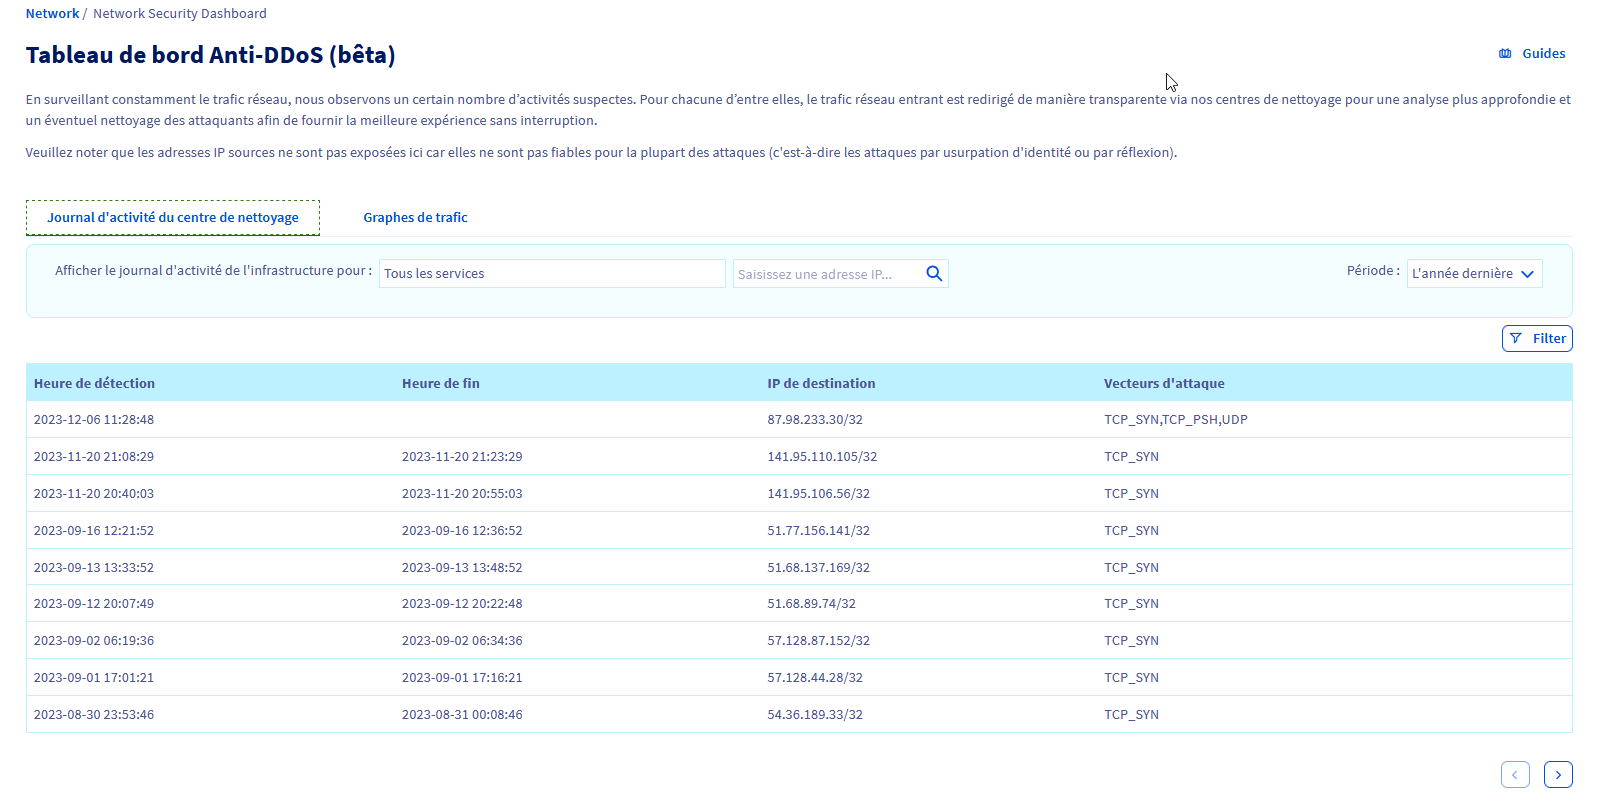 Network / Network Security Dashboard
Tableau de bord Anti-DDoS (bêta)
Guides
En surveillant constamment le trafic réseau, nous observons un certain nombre d’activités suspectes. Pour chacune d’entre elles, le trafic réseau entrant est redirigé de manière transparente via nos centres de nettoyage pour une analyse plus approfondie et
un éventuel nettoyage des attaquants afin de fournir la meilleure expérience sans interruption.
Veuillez noter que les adresses IP sources ne sont pas exposées ici car elles ne sont pas fiables pour la plupart des attaques (c'est-à-dire les attaques par usurpation d'identité ou par réflexion).
Journal d'activité du centre de nettoyage Graphes de trafic
Afficher le journal d'activité de l'infrastructure pour : Tous les services Saisissez une adresse IP... Période : L'année dernière
Filter
Heure de détection Heure de fin IP de destination Vecteurs d'attaque
2023-12-06 11:28:48 87.98.233.30/32 TCP_SYN,TCP_PSH,UDP
2023-11-20 21:08:29 2023-11-20 21:23:29 141.95.110.105/32 TCP_SYN
2023-11-20 20:40:03 2023-11-20 20:55:03 141.95.106.56/32 TCP_SYN
2023-09-16 12:21:52 2023-09-16 12:36:52 51.77.156.141/32 TCP_SYN
2023-09-13 13:33:52 2023-09-13 13:48:52 51.68.137.169/32 TCP_SYN
2023-09-12 20:07:49 2023-09-12 20:22:48 51.68.89.74/32 TCP_SYN
2023-09-02 06:19:36 2023-09-02 06:34:36 57.128.87.152/32 TCP_SYN
2023-09-01 17:01:21 2023-09-01 17:16:21 57.128.44.28/32 TCP_SYN
2023-08-30 23:53:46 2023-08-31 00:08:46 54.36.189.33/32 TCP_SYN